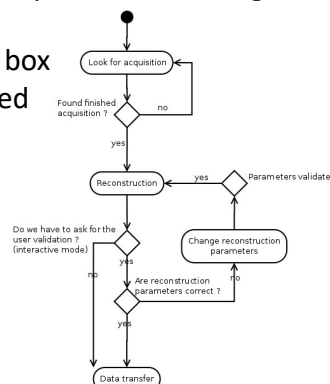 box
ed
Look for acquisition
Found finished
acquisition ?
no
yes
Reconstruction
yes
Parameters validate
Do we have to ask for the
user validation ?
(interactive mode)
yes
no
Change reconstruction
parameters
Are reconstruction
parameters correct ?
no
yes
Data transfer